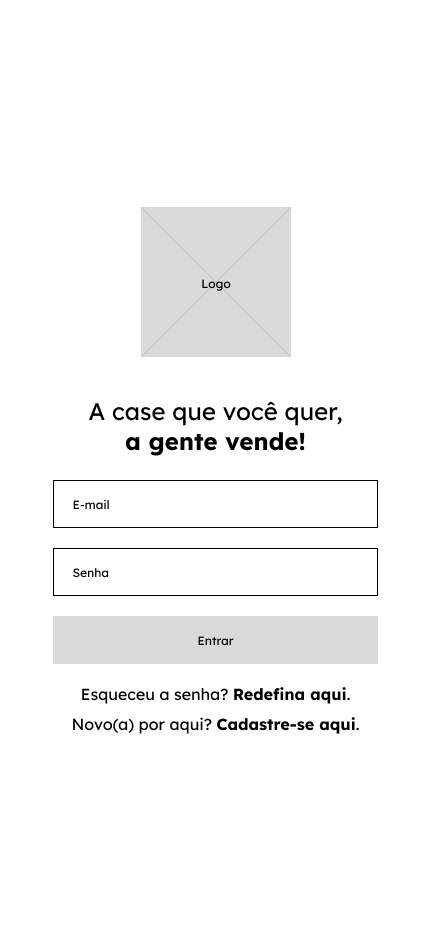 Logo
A case que você quer,
a gente vende!
E-mail
Senha
Entrar
Esqueceu a senha? Redefina aqui.
Novo(a) por aqui? Cadastre-se aqui.